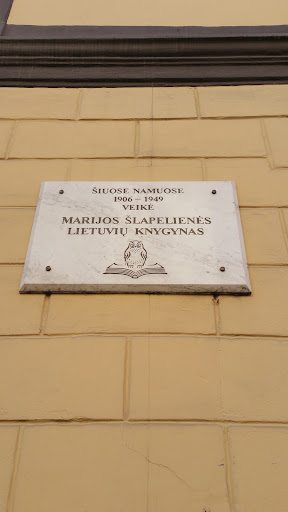 ŠIUOSE NAMUOSE
1906 – 1949
VEIKĖ
MARIJOS ŠLAPELIENĖS
LIETUVIŲ KNYGYNAS